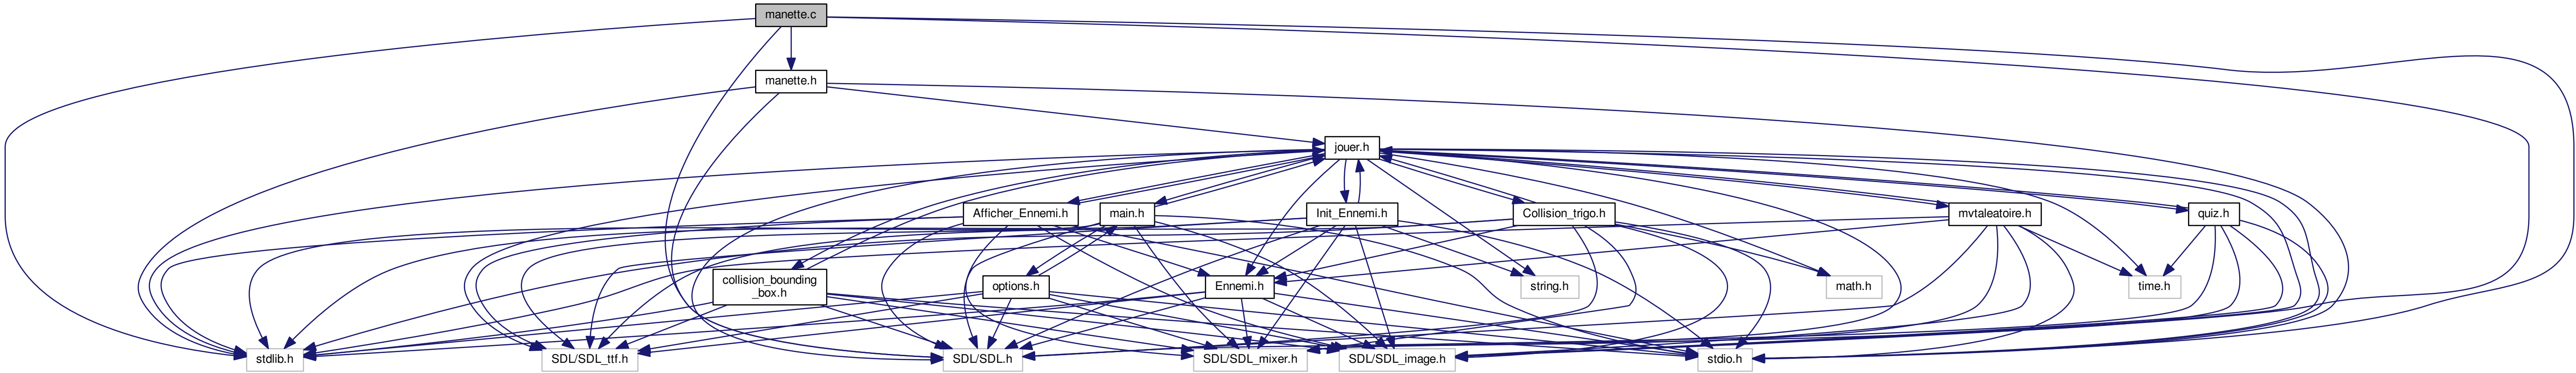 manette.c
manette.h
jouer.h
Afficher_Ennemi.h
main.h
Init_Ennemi.h
Collision_trigo.h
mvtaleatoire.h
quiz.h
collision_bounding
_box.h
options.h
Ennemi.h
string.h
math.h
time.h
stdlib.h
SDL/SDL_ttf.h
SDL/SDL.h
SDL/SDL_mixer.h
SDL/SDL_image.h
stdio.h